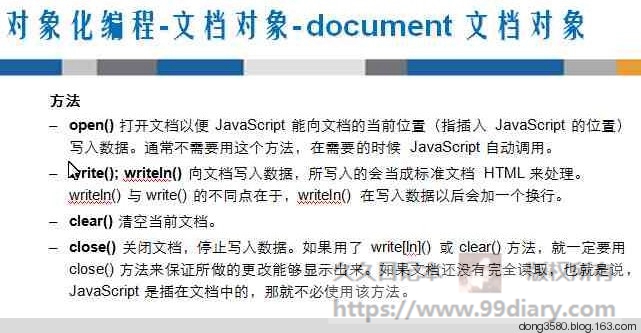 对象化编程-文档对象-document 文档对象
方法
– open() 打开文档以便 JavaScript 能向文档的当前位置（指插入 JavaScript 的位置）
写入数据。通常不需要用这个方法，在需要的时候 JavaScript 自动调用。
– write(); writeln() 向文档写入数据，所写入的会当成标准文档 HTML 来处理。
writeln() 与 write() 的不同点在于，writeln() 在写入数据以后会加一个换行。
– clear() 清空当前文档。
– close() 关闭文档，停止写入数据。如果用了 write[ln]() 或 clear() 方法，就一定要用
close() 方法来保证所做的更改能够显示出来。如果文档还没有完全读取，也就是说，
JavaScript 是插在文档中的，那就不必使用该方法。
版权所有
https://www.99diary.com
dong3580.blog.163.com